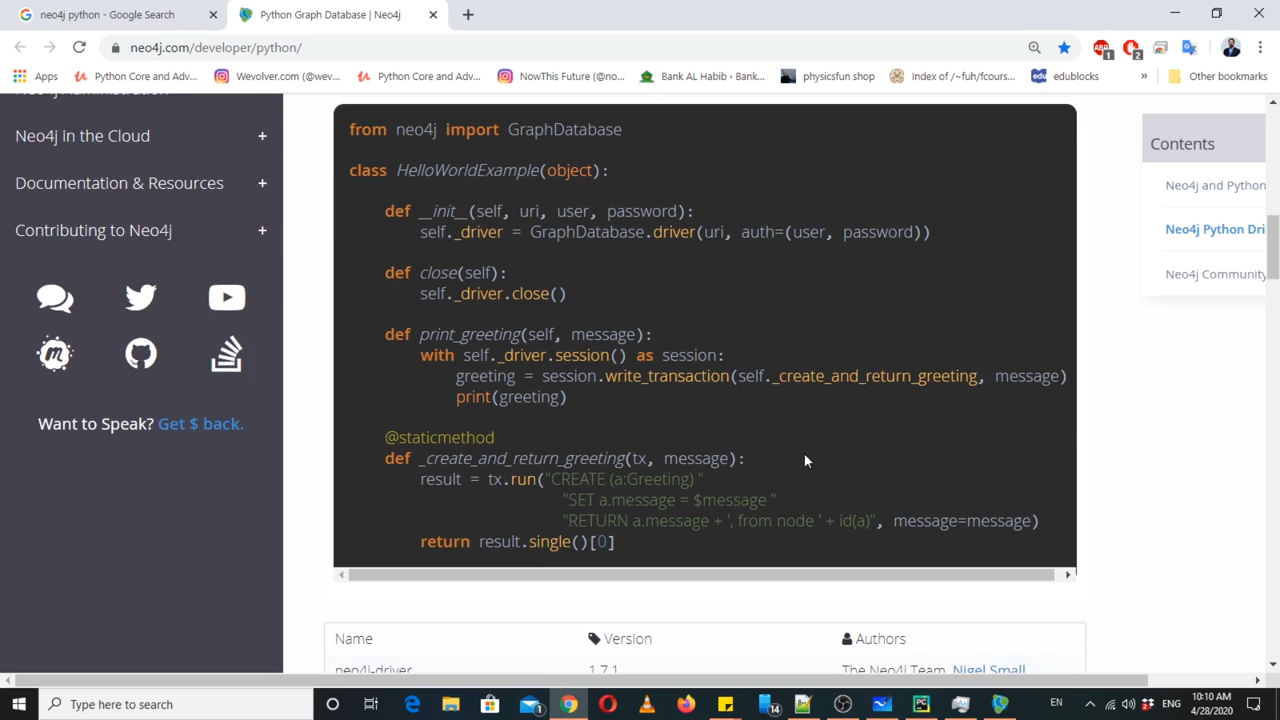 neo4j python - Google Search
Python Graph Database | Neo4j
neo4j.com/developer/python/
Apps
Python Core and Adv...
Wevolver.com (@wev...
Python Core and Adv...
NowThis Future (@no...
Bank AL Habib › Bank...
physicsfun shop
Index of /~fuh/fcours...
edublocks
»
Other bookmarks
Neo4j in the Cloud +
Documentation & Resources +
Contributing to Neo4j +
Want to Speak? Get $ back.
from neo4j import GraphDatabase
class HelloWorldExample(object):
def __init__(self, uri, user, password):
self._driver = GraphDatabase.driver(uri, auth=(user, password))
def close(self):
self._driver.close()
def print_greeting(self, message):
with self._driver.session() as session:
greeting = session.write_transaction(self._create_and_return_greeting, message)
print(greeting)
@staticmethod
def _create_and_return_greeting(tx, message):
result = tx.run("CREATE (a:Greeting) "
"SET a.message = $message "
"RETURN a.message + ', from node ' + id(a)", message=message)
return result.single()[0]
Name
Version
Authors
neo4j-driver
1.7.1
The Neo4j Team, Nigel Small
Contents
Neo4j and Python
Neo4j Python Dri
Neo4j Community
Type here to search
EN
ENG
10:10 AM
4/28/2020